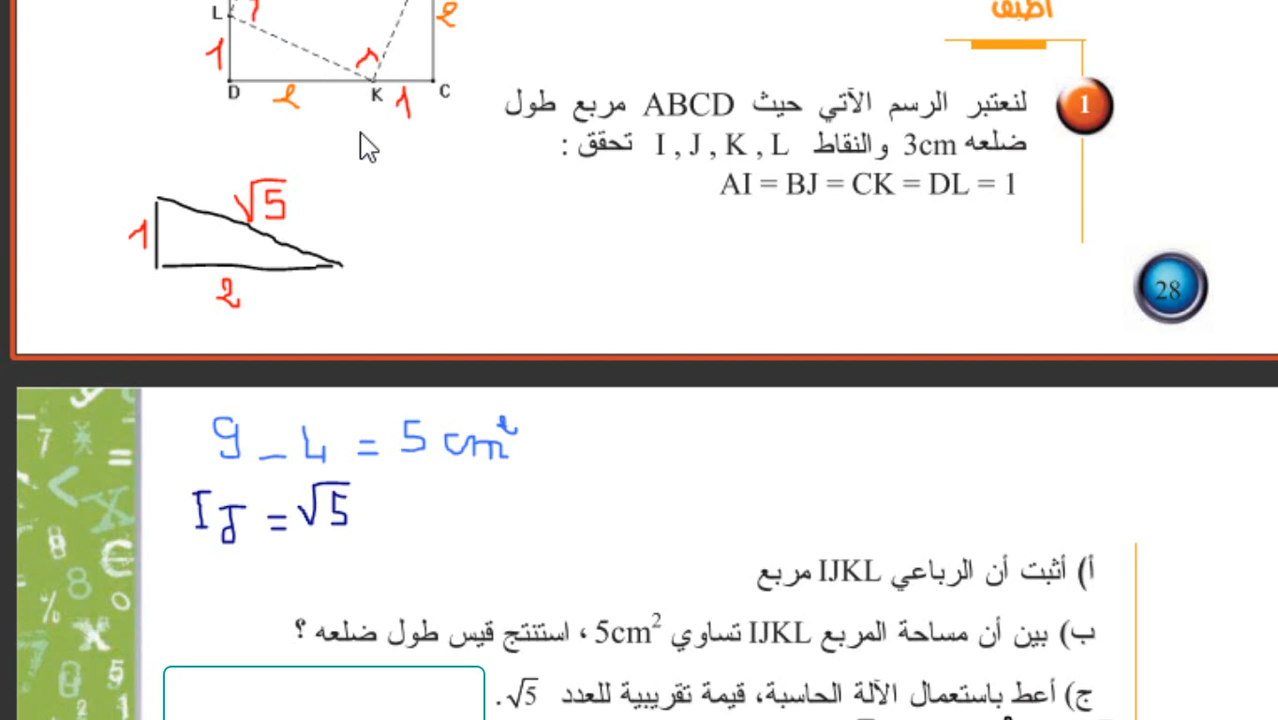 أطبق
L
1
2
D
2
K
1
C
1
لنعتبر الرسم الآتي حيث ABCD مربع طول
ضلعه 3cm والنقاط I , J , K , L تحقق :
AI = BJ = CK = DL = 1
1
√5
2
28
9 - 4 = 5 cm²
IJ = √5
أ) أثبت أن الرباعي IJKL مربع
ب) بين أن مساحة المربع IJKL تساوي 5cm² ، استنتج قيس طول ضلعه ؟
ج) أعط باستعمال الآلة الحاسبة، قيمة تقريبية للعدد √5 .